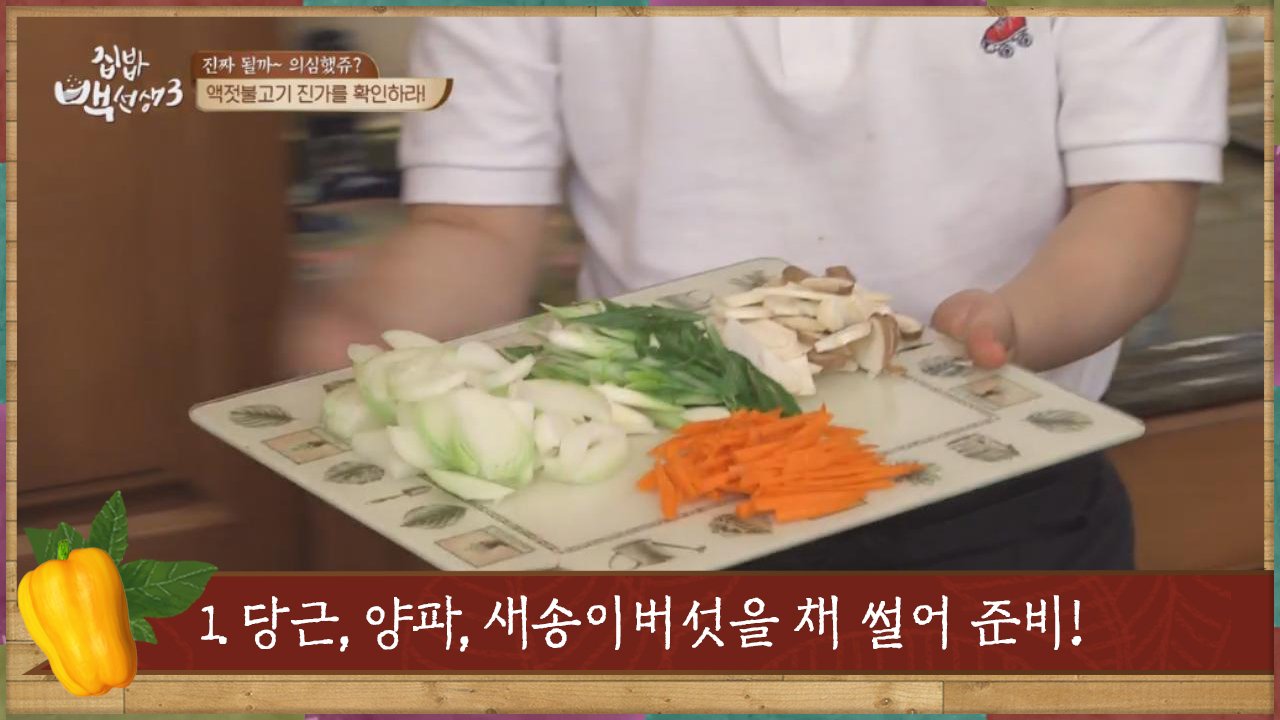 집밥
백선생3
진짜 될까~ 의심했쥬?
액젓불고기 진가를 확인하라!
1. 당근, 양파, 새송이버섯을 채 썰어 준비!